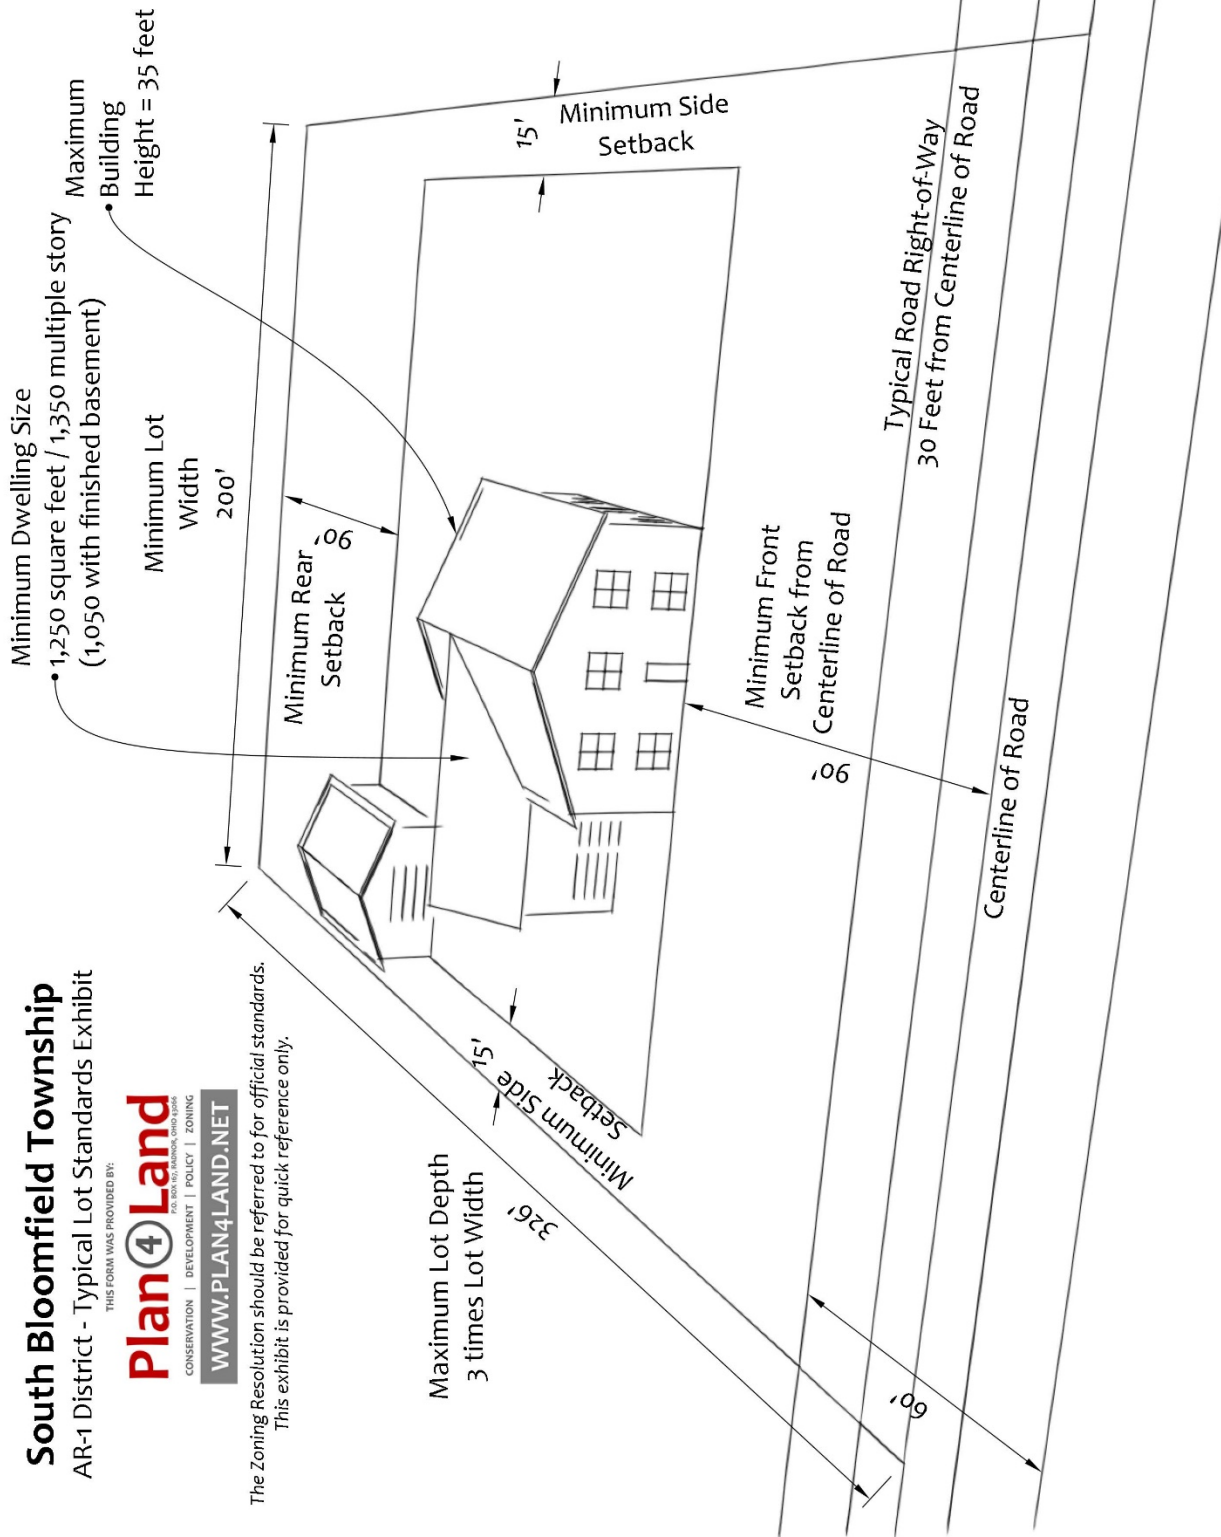 South Bloomfield Township
AR-1 District - Typical Lot Standards Exhibit
THIS FORM WAS PROVIDED BY:
Plan4Land
P.O. BOX 167, RADNOR, OHIO 43066
CONSERVATION | DEVELOPMENT | POLICY | ZONING
WWW.PLAN4LAND.NET
The Zoning Resolution should be referred to for official standards.
This exhibit is provided for quick reference only.
Minimum Dwelling Size
• 1,250 square feet / 1,350 multiple story
(1,050 with finished basement)
Maximum
• Building
Height = 35 feet
Minimum Lot
Width
200'
Minimum Rear
Setback
90'
15'
Minimum Side
Setback
15'
Minimum Side
Setback
Maximum Lot Depth
3 times Lot Width
326'
Minimum Front
Setback from
Centerline of Road
90'
Typical Road Right-of-Way
30 Feet from Centerline of Road
Centerline of Road
60'